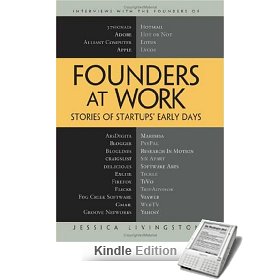 INTERVIEWS WITH THE FOUNDERS OF
37SIGNALS HOTMAIL
ADOBE HOT OR NOT
ALLIANT COMPUTER LOTUS
APPLE LYCOS
FOUNDERS
AT WORK
STORIES OF STARTUPS' EARLY DAYS
ARSDIGITA MARIMBA
BLOGGER PAYPAL
BLOGLINES RESEARCH IN MOTION
CRAIGSLIST SIX APART
DEL.ICIO.US SOFTWARE ARTS
EXCITE TICKLE
FIREFOX TIVO
FLICKR TRIPADVISOR
FOG CREEK SOFTWARE VIAWEB
GMAIL WEBTV
GROOVE NETWORKS YAHOO!
JESSICA LIVINGSTON
Kindle Edition